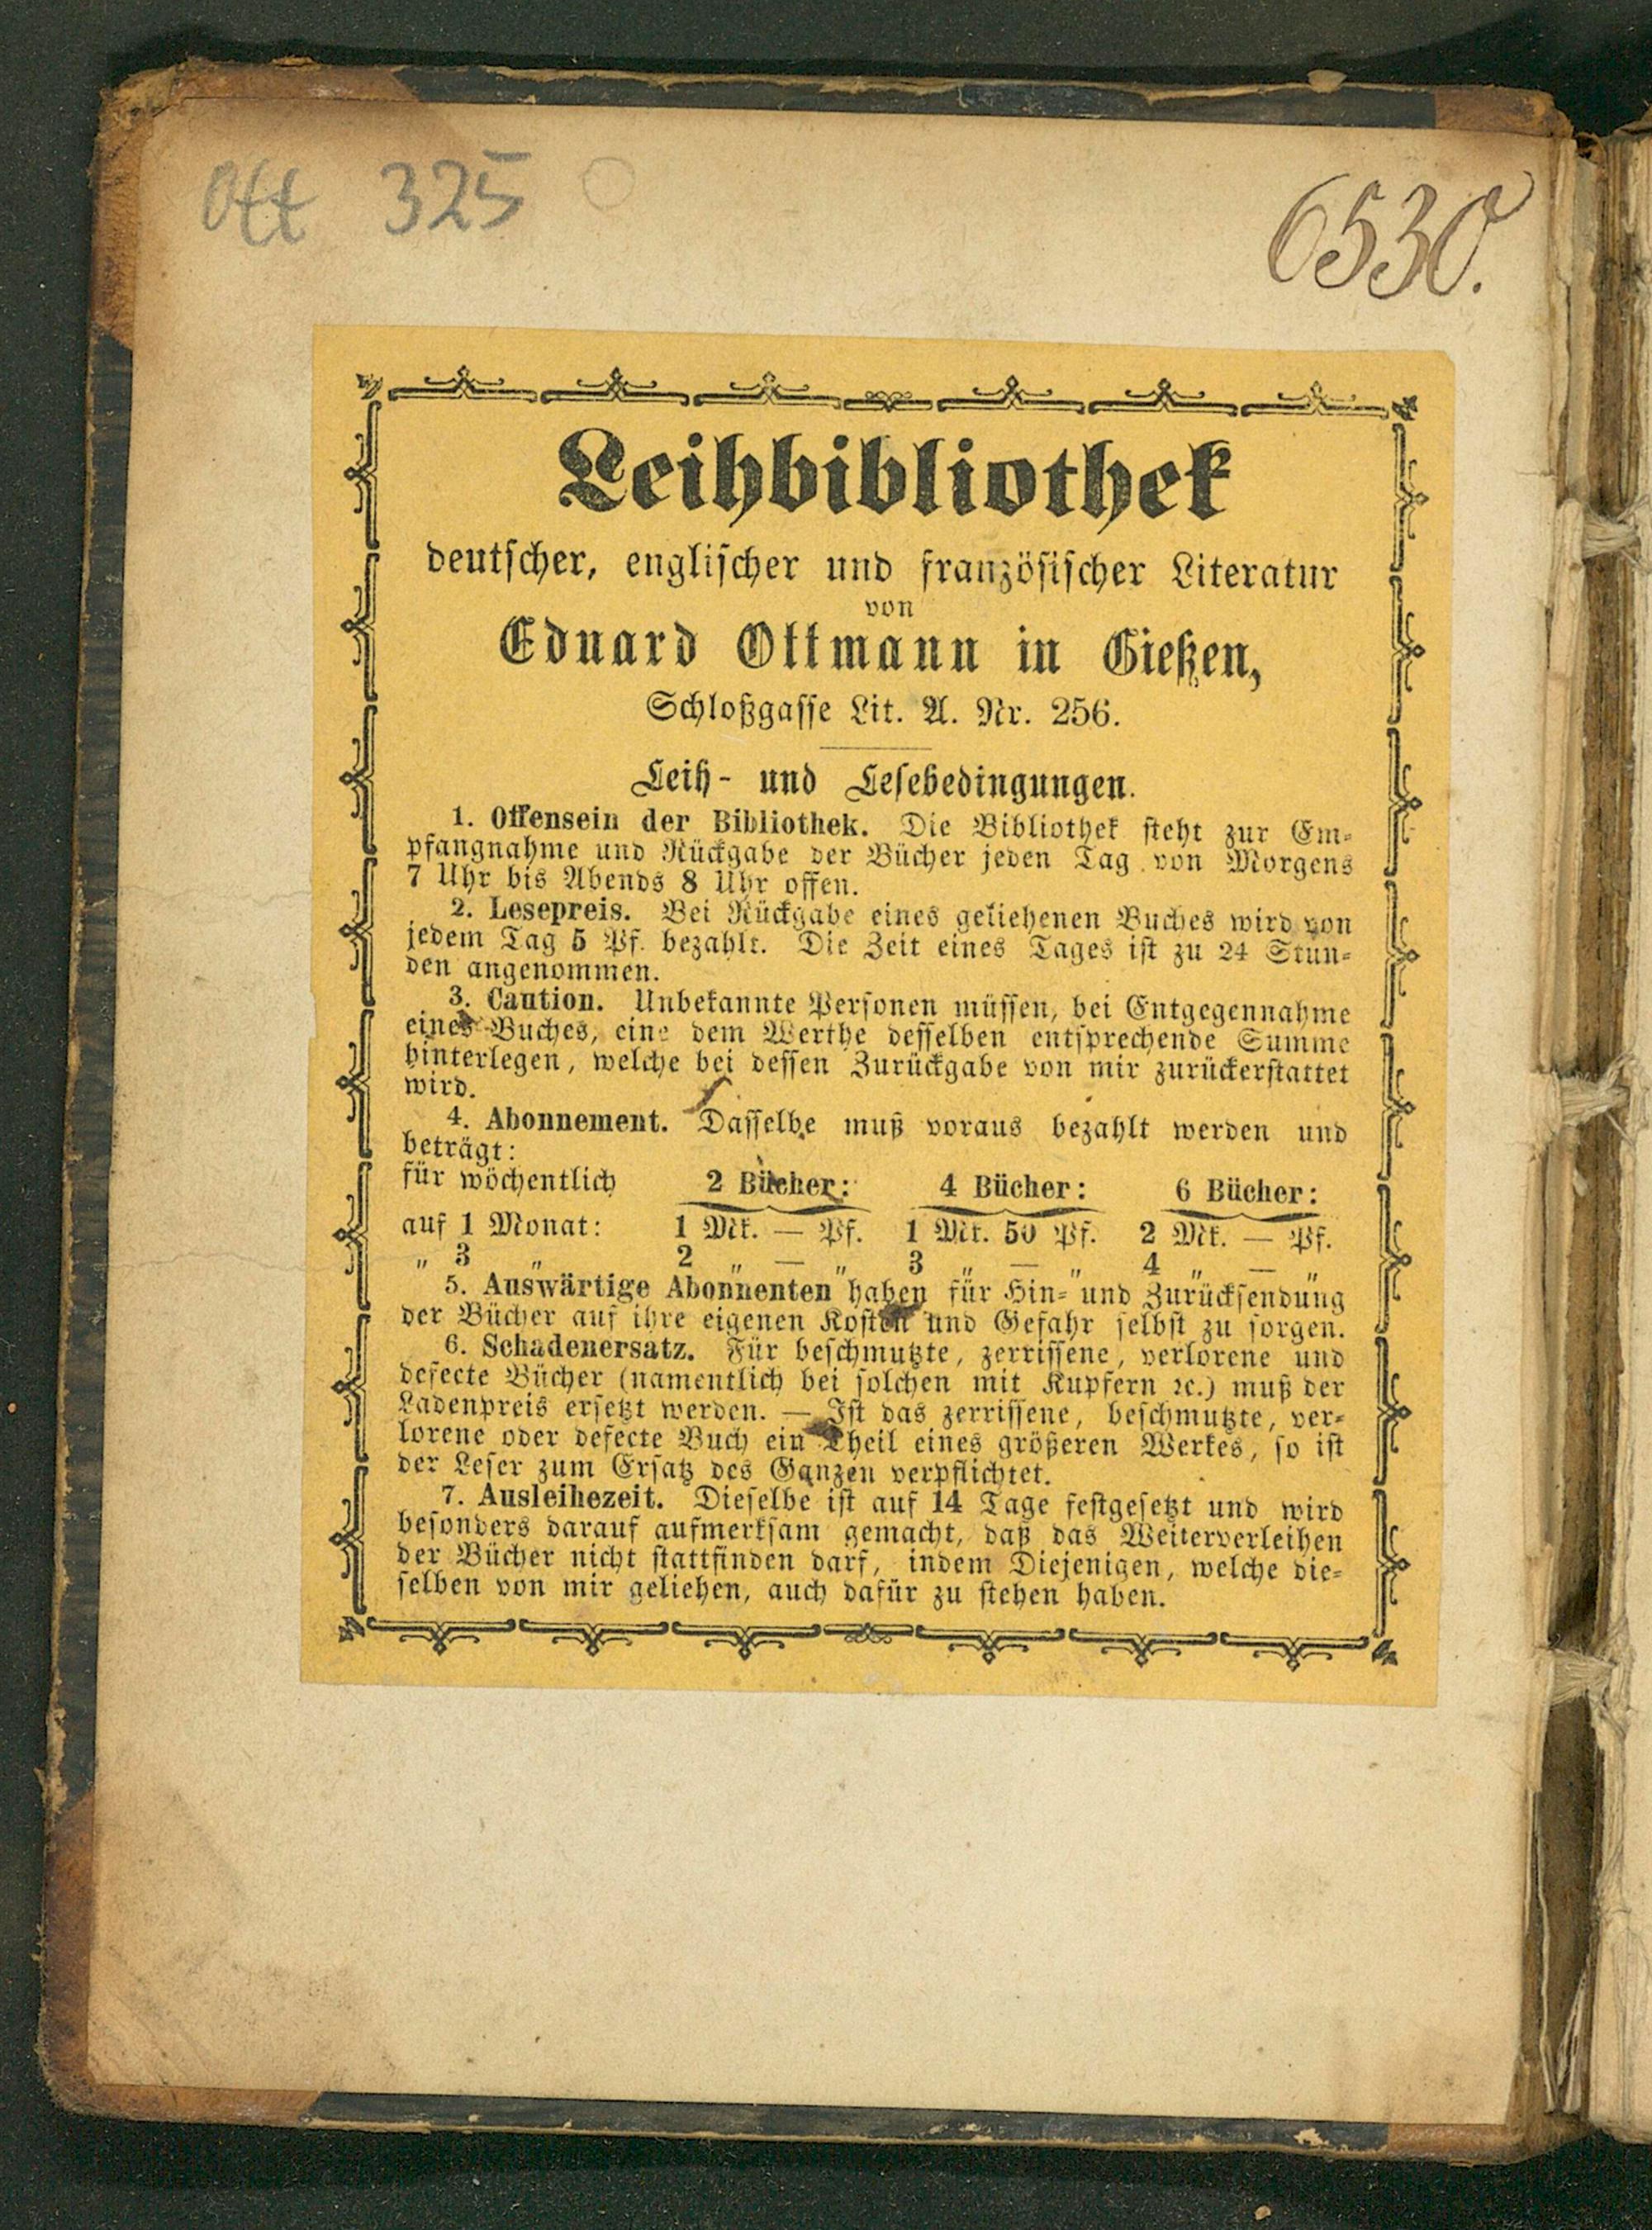 Ott 325
6530.
Leihbibliothek
deutscher, englischer und französischer Literatur
von
Eduard Ottmann in Gießen,
Schloßgasse Lit. A. Nr. 256.
Leih- und Lesebedingungen.
1. Offensein der Bibliothek. Die Bibliothek steht zur Em-
pfangnahme und Rückgabe der Bücher jeden Tag von Morgens
7 Uhr bis Abends 8 Uhr offen.
2. Lesepreis. Bei Rückgabe eines geliehenen Buches wird von
jedem Tag 5 Pf. bezahlt. Die Zeit eines Tages ist zu 24 Stun-
den angenommen.
3. Caution. Unbekannte Personen müssen, bei Entgegennahme
eines Buches, eine dem Werthe desselben entsprechende Summe
hinterlegen, welche bei dessen Zurückgabe von mir zurückerstattet
wird.
4. Abonnement. Dasselbe muß voraus bezahlt werden und
beträgt:
für wöchentlich 2 Bücher: 4 Bücher: 6 Bücher:
auf 1 Monat: 1 Mk. — Pf. 1 Mk. 50 Pf. 2 Mk. — Pf.
" 3 " 2 " — " 3 " — " 4 " — "
5. Auswärtige Abonnenten haben für Hin- und Zurücksendung
der Bücher auf ihre eigenen Kosten und Gefahr selbst zu sorgen.
6. Schadenersatz. Für beschmutzte, zerrissene, verlorene und
defecte Bücher (namentlich bei solchen mit Kupfern ꝛc.) muß der
Ladenpreis ersetzt werden. — Ist das zerrissene, beschmutzte, ver-
lorene oder defecte Buch ein Theil eines größeren Werkes, so ist
der Leser zum Ersatz des Ganzen verpflichtet.
7. Ausleihezeit. Dieselbe ist auf 14 Tage festgesetzt und wird
besonders darauf aufmerksam gemacht, daß das Weiterverleihen
der Bücher nicht stattfinden darf, indem Diejenigen, welche die-
selben von mir geliehen, auch dafür zu stehen haben.